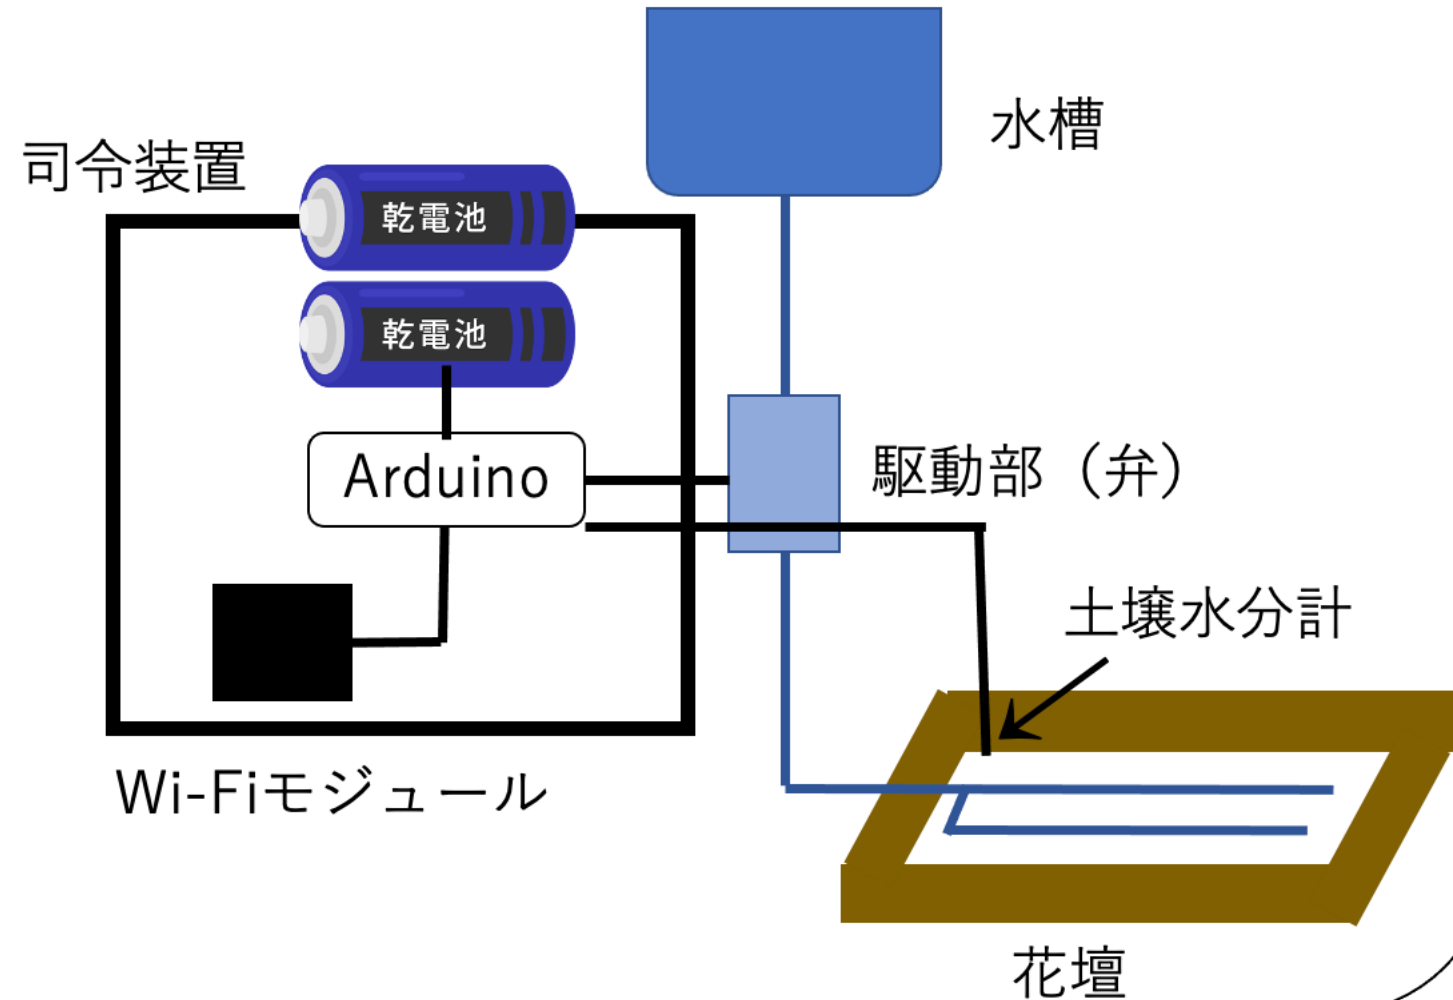 水槽
司令装置
乾電池
乾電池
Arduino
駆動部（弁）
土壌水分計
Wi-Fiモジュール
花壇